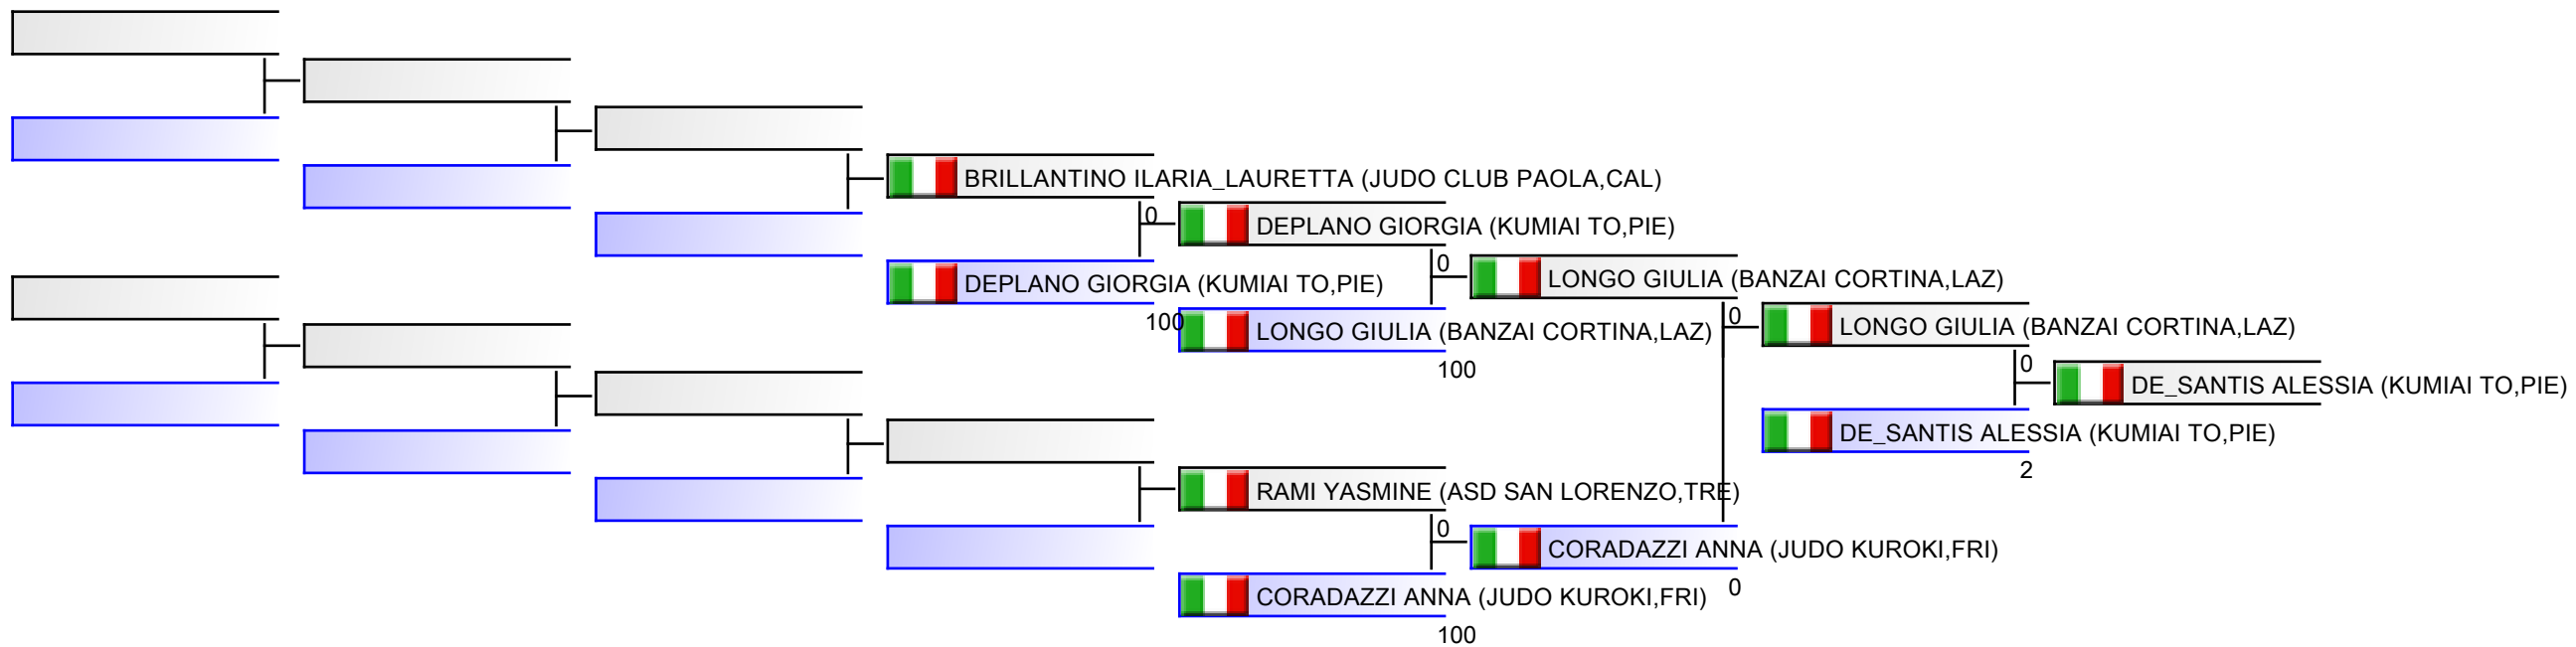 BRILLANTINO ILARIA_LAURETTA (JUDO CLUB PAOLA,CAL)
0
DEPLANO GIORGIA (KUMIAI TO,PIE)
0
LONGO GIULIA (BANZAI CORTINA,LAZ)
DEPLANO GIORGIA (KUMIAI TO,PIE)
100
LONGO GIULIA (BANZAI CORTINA,LAZ)
0
LONGO GIULIA (BANZAI CORTINA,LAZ)
100
0
DE_SANTIS ALESSIA (KUMIAI TO,PIE)
DE_SANTIS ALESSIA (KUMIAI TO,PIE)
2
RAMI YASMINE (ASD SAN LORENZO,TRE)
0
CORADAZZI ANNA (JUDO KUROKI,FRI)
0
CORADAZZI ANNA (JUDO KUROKI,FRI)
100